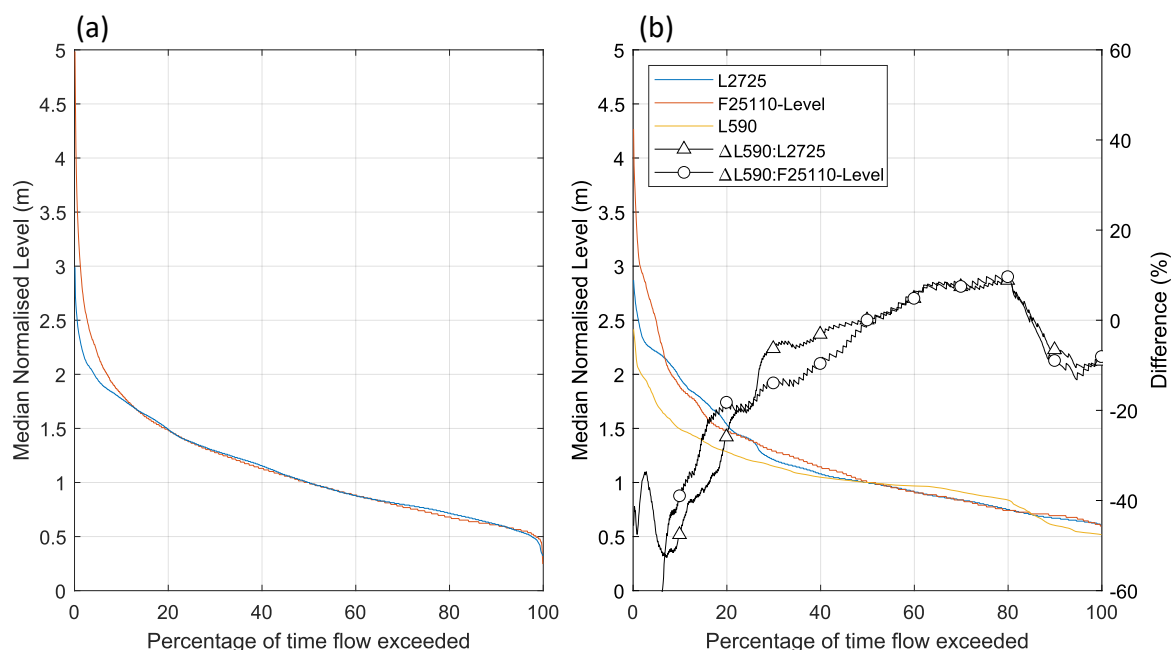 (a)
5
4.5
4
3.5
3
2.5
2
1.5
1
0.5
0
Median Normalised Level (m)
0 20 40 60 80 100
Percentage of time flow exceeded
(b)
5
4.5
4
3.5
3
2.5
2
1.5
1
0.5
0
Median Normalised Level (m)
L2725
F25110-Level
L590
ΔL590:L2725
ΔL590:F25110-Level
60
40
20
0
-20
-40
-60
Difference (%)
0 20 40 60 80 100
Percentage of time flow exceeded